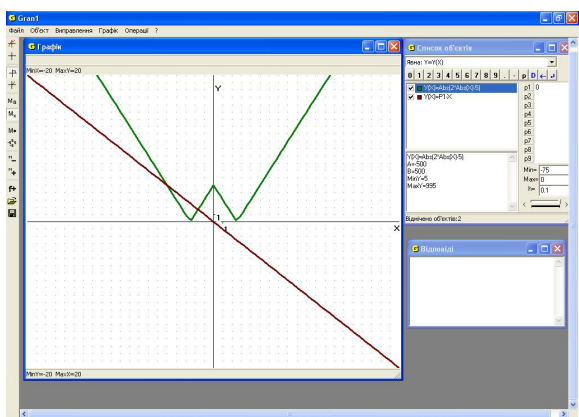 Gran1
Файл Об'єкт Виправлення Графік Операції ?
Графік
MinX=-20 MaxY=20
Y
1
1
X
MinY=-20 MaxX=20
Список об'єктів
Явна: Y=Y(X)
0 1 2 3 4 5 6 7 8 9 . - p D
Y(X)=Abs(2*Abs(X)-5)
Y(X)=P1-X
p1 0
p2
p3
p4
p5
p6
p7
p8
p9
Y(X)=Abs(2*Abs(X)-5)
A=-500
B=500
MinY=5
MaxY=995
Min= -75
Max= 0
h= 0.1
Відмічено об'єктів:2
Відповіді